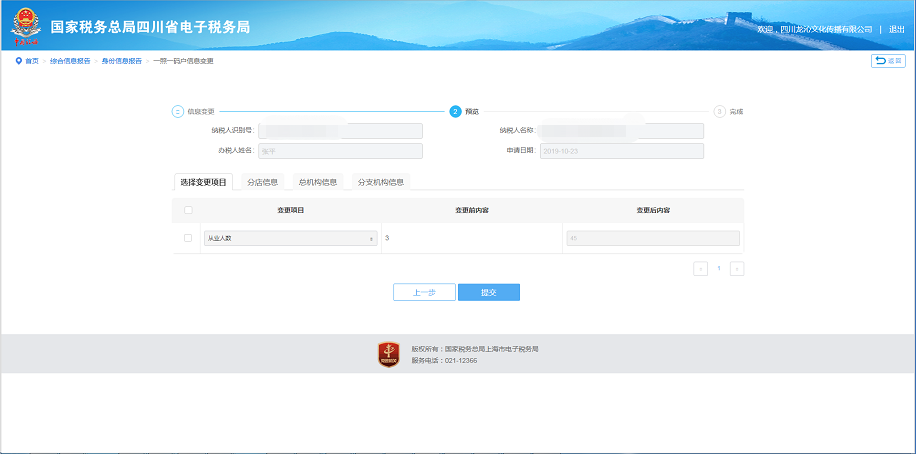 国家税务总局四川省电子税务局
欢迎，四川龙沁文化传播有限公司 | 退出
首页 > 综合信息报告 > 身份信息报告 > 一照一码户信息变更
返回
信息变更
2 预览
3 完成
纳税人识别号：
纳税人名称：
办税人姓名：
申请日期： 2019-10-23
选择变更项目 分店信息 总机构信息 分支机构信息
变更项目 变更前内容 变更后内容
从业人数 3 45
< 1 >
上一步 提交
版权所有：国家税务总局上海市电子税务局
服务电话：021-12366